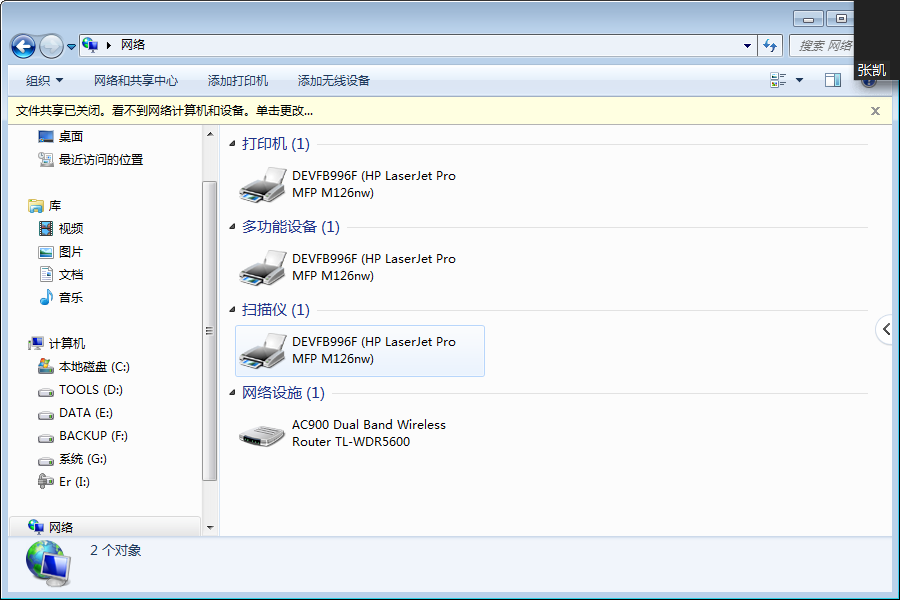 网络
搜索 网络
张凯
组织
网络和共享中心
添加打印机
添加无线设备
文件共享已关闭。看不到网络计算机和设备。单击更改...
桌面
最近访问的位置
库
视频
图片
文档
音乐
计算机
本地磁盘 (C:)
TOOLS (D:)
DATA (E:)
BACKUP (F:)
系统 (G:)
Er (I:)
网络
打印机 (1)
DEVFB996F (HP LaserJet Pro
MFP M126nw)
多功能设备 (1)
DEVFB996F (HP LaserJet Pro
MFP M126nw)
扫描仪 (1)
DEVFB996F (HP LaserJet Pro
MFP M126nw)
网络设施 (1)
AC900 Dual Band Wireless
Router TL-WDR5600
2 个对象